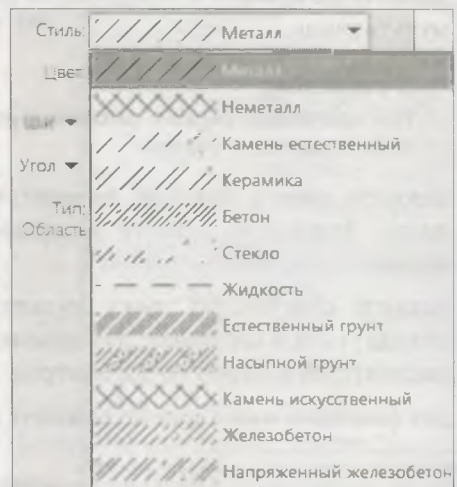 Стиль: Металл
Цвет: Металл
Неметалл
Шаг
Камень естественный
Угол
Керамика
Тип:
Бетон
Область
Стекло
Жидкость
Естественный грунт
Насыпной грунт
Камень искусственный
Железобетон
Напряженный железобетон